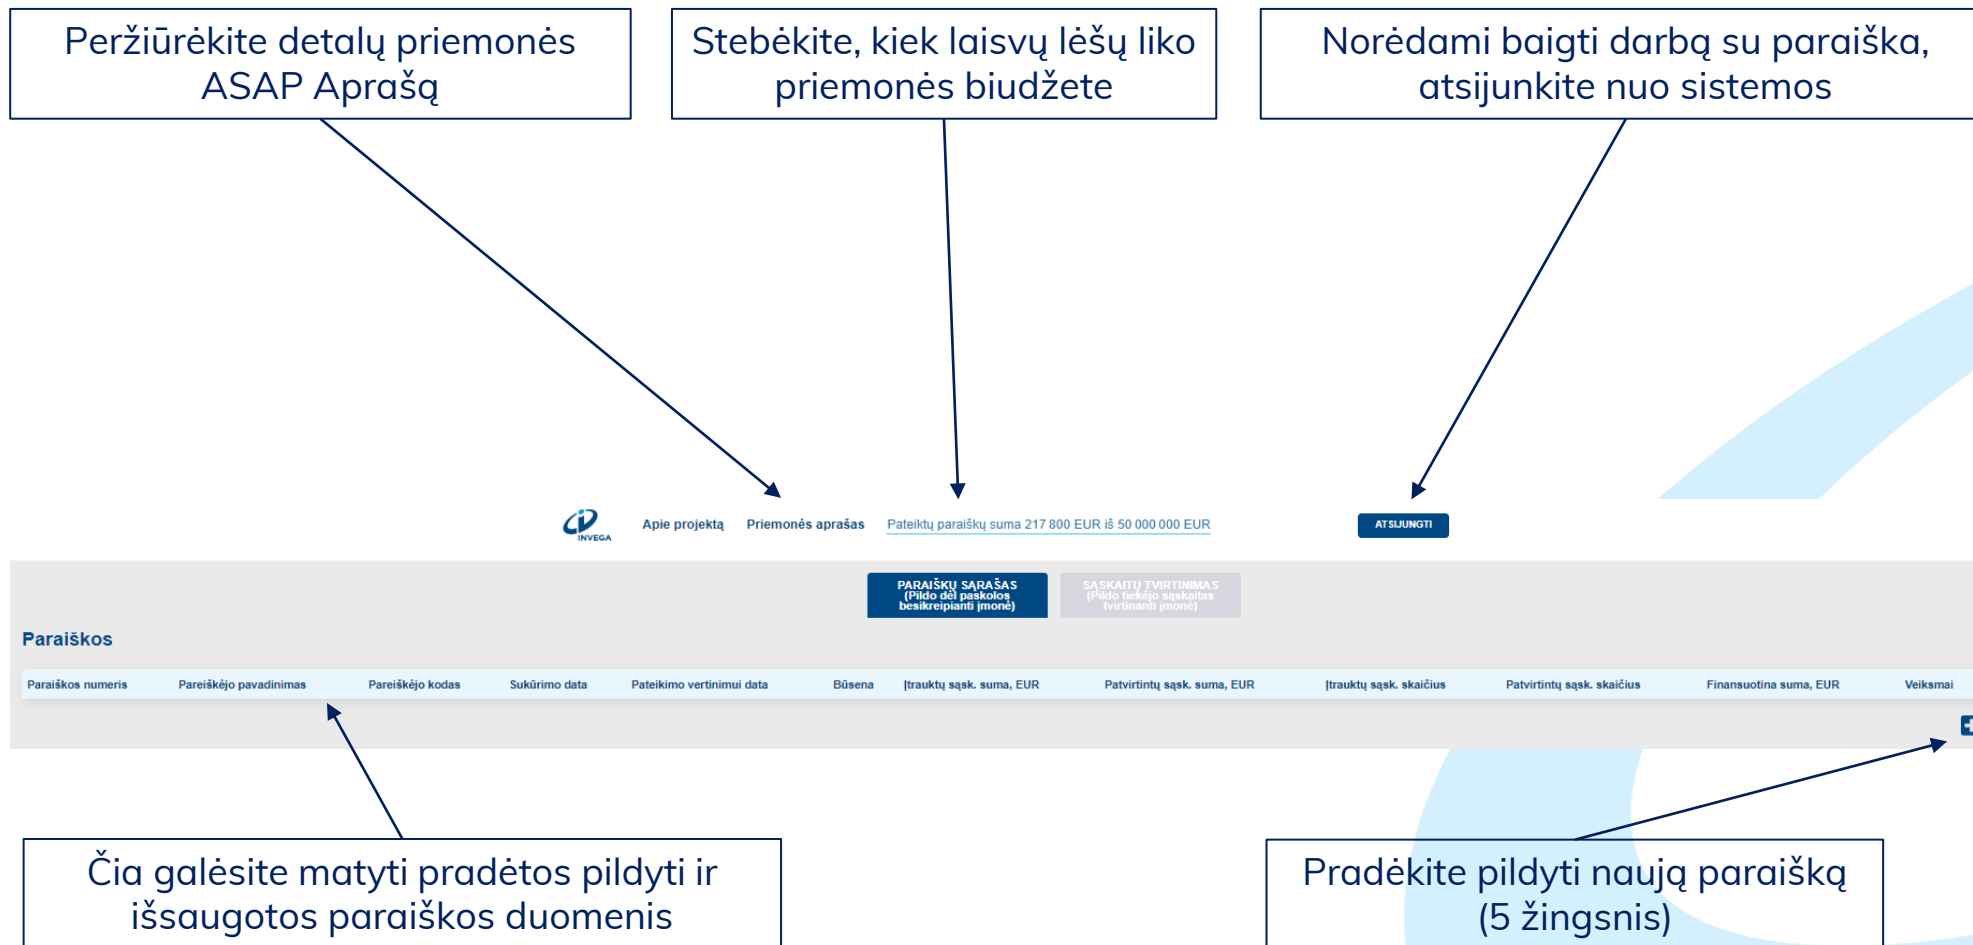 Peržiūrėkite detalų priemonės
ASAP Aprašą
Stebėkite, kiek laisvų lėšų liko
priemonės biudžete
Norėdami baigti darbą su paraiška,
atsijunkite nuo sistemos
INVEGA
Apie projektą
Priemonės aprašas
Pateiktų paraiškų suma 217 800 EUR iš 50 000 000 EUR
ATSIJUNGTI
PARAIŠKŲ SĄRAŠAS
(Pildo dėl paskolos
besikreipianti įmonė)
SĄSKAITŲ TVIRTINIMAS
(Pildo tiekėjo sąskaitas
tvirtinanti įmonė)
Paraiškos
Paraiškos numeris
Pareiškėjo pavadinimas
Pareiškėjo kodas
Sukūrimo data
Pateikimo vertinimui data
Būsena
Įtrauktų sąsk. suma, EUR
Patvirtintų sąsk. suma, EUR
Įtrauktų sąsk. skaičius
Patvirtintų sąsk. skaičius
Finansuotina suma, EUR
Veiksmai
Čia galėsite matyti pradėtos pildyti ir
išsaugotos paraiškos duomenis
Pradėkite pildyti naują paraišką
(5 žingsnis)